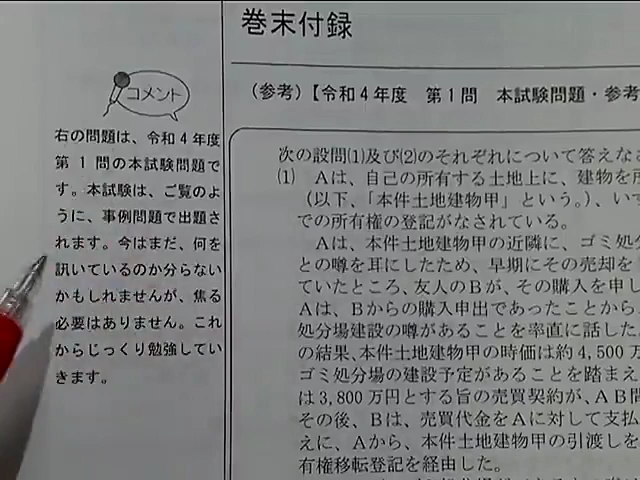 巻末付録
(参考)【令和4年度 第1問 本試験問題・参考
コメント
右の問題は、令和4年度
第1問の本試験問題で
す。本試験は、ご覧のよ
うに、事例問題で出題さ
れます。今はまだ、何を
訊いているのか分らない
かもしれませんが、焦る
必要はありません。これ
からじっくり勉強してい
きます。
次の設問(1)及び(2)のそれぞれについて答えなさ
(1) Aは、自己の所有する土地上に、建物を所
(以下、「本件土地建物甲」という。)、いず
での所有権の登記がなされている。
Aは、本件土地建物甲の近隣に、ゴミ処分
との噂を耳にしたため、早期にその売却を
ていたところ、友人のBが、その購入を申し
Aは、Bからの購入申出であったことから、
処分場建設の噂があることを率直に話した
の結果、本件土地建物甲の時価は約4,500万
ゴミ処分場の建設予定があることを踏まえ
は3,800万円とする旨の売買契約が、AB間
その後、Bは、売買代金をAに対して支払
えに、Aから、本件土地建物甲の引渡しを
有権移転登記を経由した。